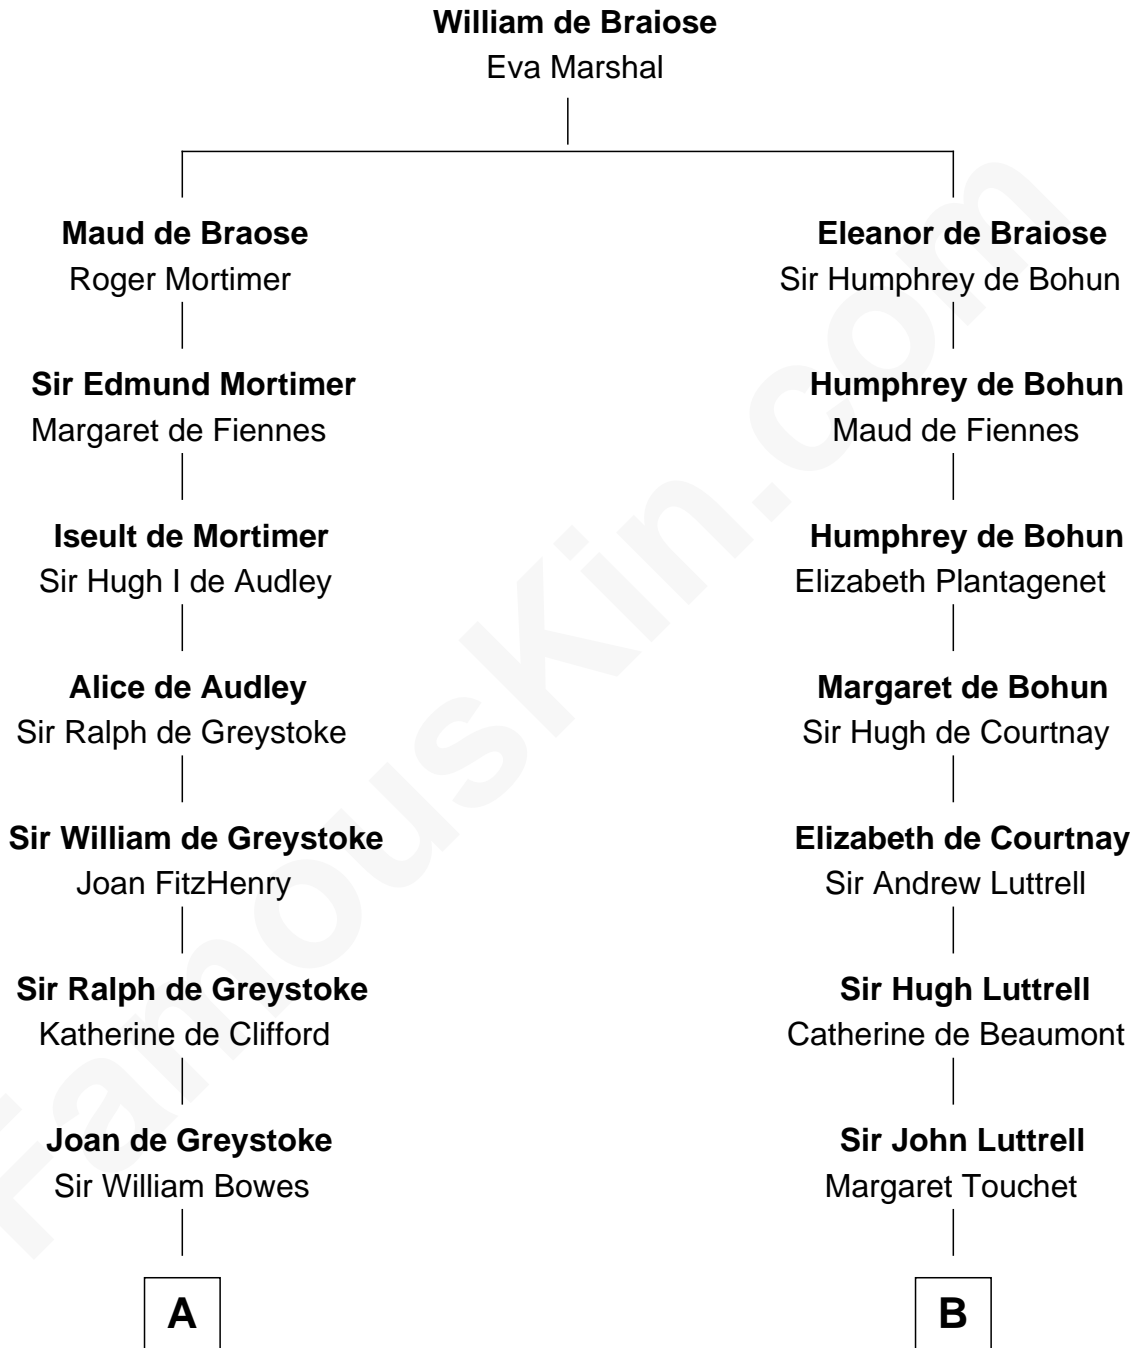 William de Braiose
Eva Marshal
Maud de Braose
Roger Mortimer
Eleanor de Braiose
Sir Humphrey de Bohun
Sir Edmund Mortimer
Margaret de Fiennes
Humphrey de Bohun
Maud de Fiennes
Iseult de Mortimer
Sir Hugh I de Audley
Humphrey de Bohun
Elizabeth Plantagenet
Alice de Audley
Sir Ralph de Greystoke
Margaret de Bohun
Sir Hugh de Courtnay
Sir William de Greystoke
Joan FitzHenry
Elizabeth de Courtnay
Sir Andrew Luttrell
Sir Ralph de Greystoke
Katherine de Clifford
Sir Hugh Luttrell
Catherine de Beaumont
Joan de Greystoke
Sir William Bowes
Sir John Luttrell
Margaret Touchet
A
B
FamousKin.com